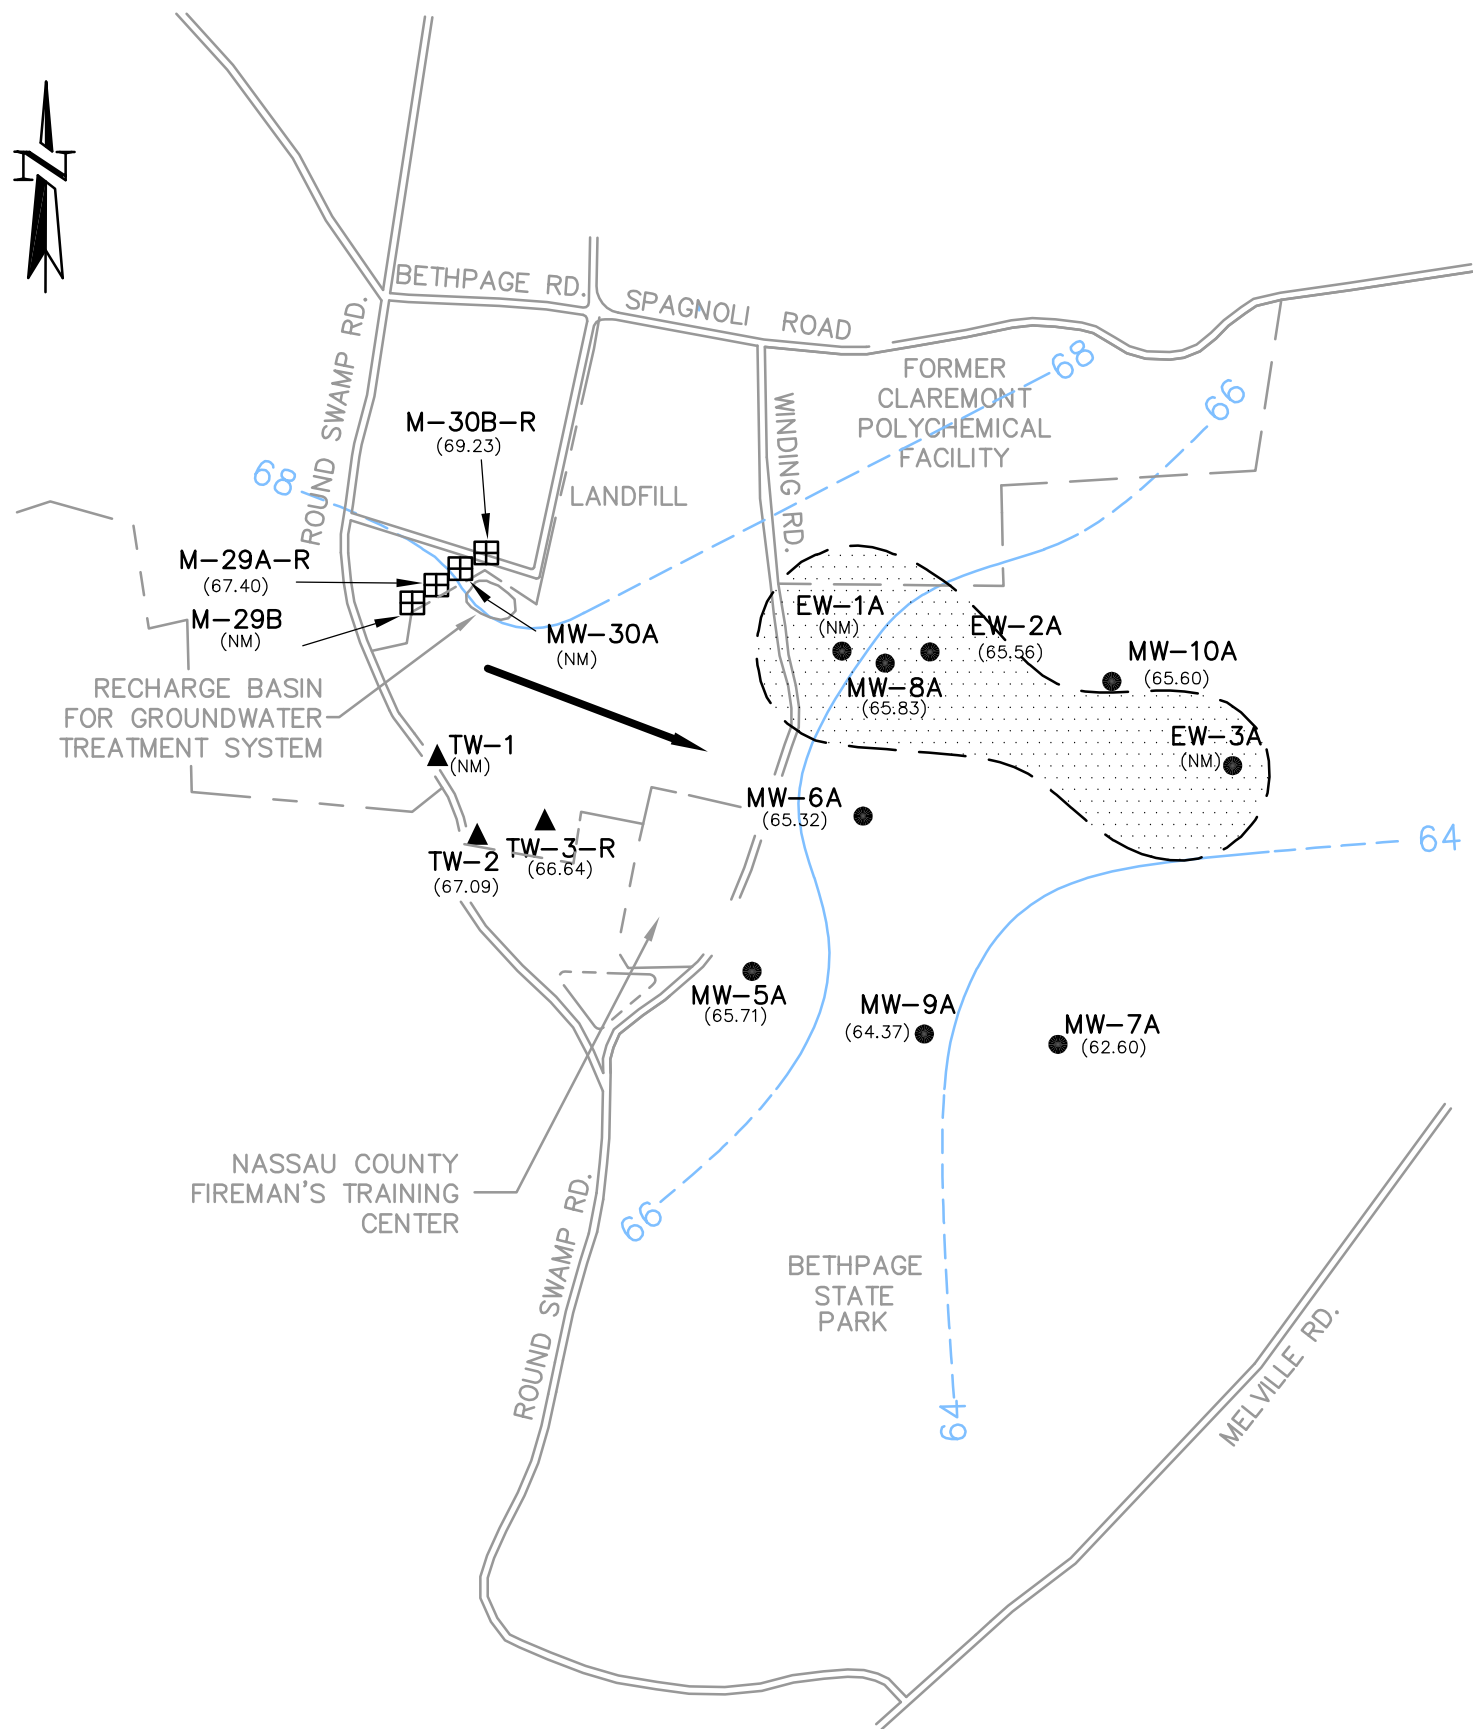 N
BETHPAGE RD.
SPAGNOLI ROAD
ROUND SWAMP RD.
FORMER
CLAREMONT
POLYCHEMICAL
FACILITY
68
66
WINDING RD.
M-30B-R
(69.23)
68
LANDFILL
M-29A-R
(67.40)
M-29B
(NM)
MW-30A
(NM)
EW-1A
(NM)
EW-2A
(65.56)
MW-8A
(65.83)
MW-10A
(65.60)
RECHARGE BASIN
FOR GROUNDWATER
TREATMENT SYSTEM
TW-1
(NM)
EW-3A
(NM)
MW-6A
(65.32)
TW-2
(67.09)
TW-3-R
(66.64)
64
MW-5A
(65.71)
MW-9A
(64.37)
MW-7A
(62.60)
NASSAU COUNTY
FIREMAN'S TRAINING
CENTER
66
ROUND SWAMP RD.
BETHPAGE
STATE
PARK
64
MELVILLE RD.